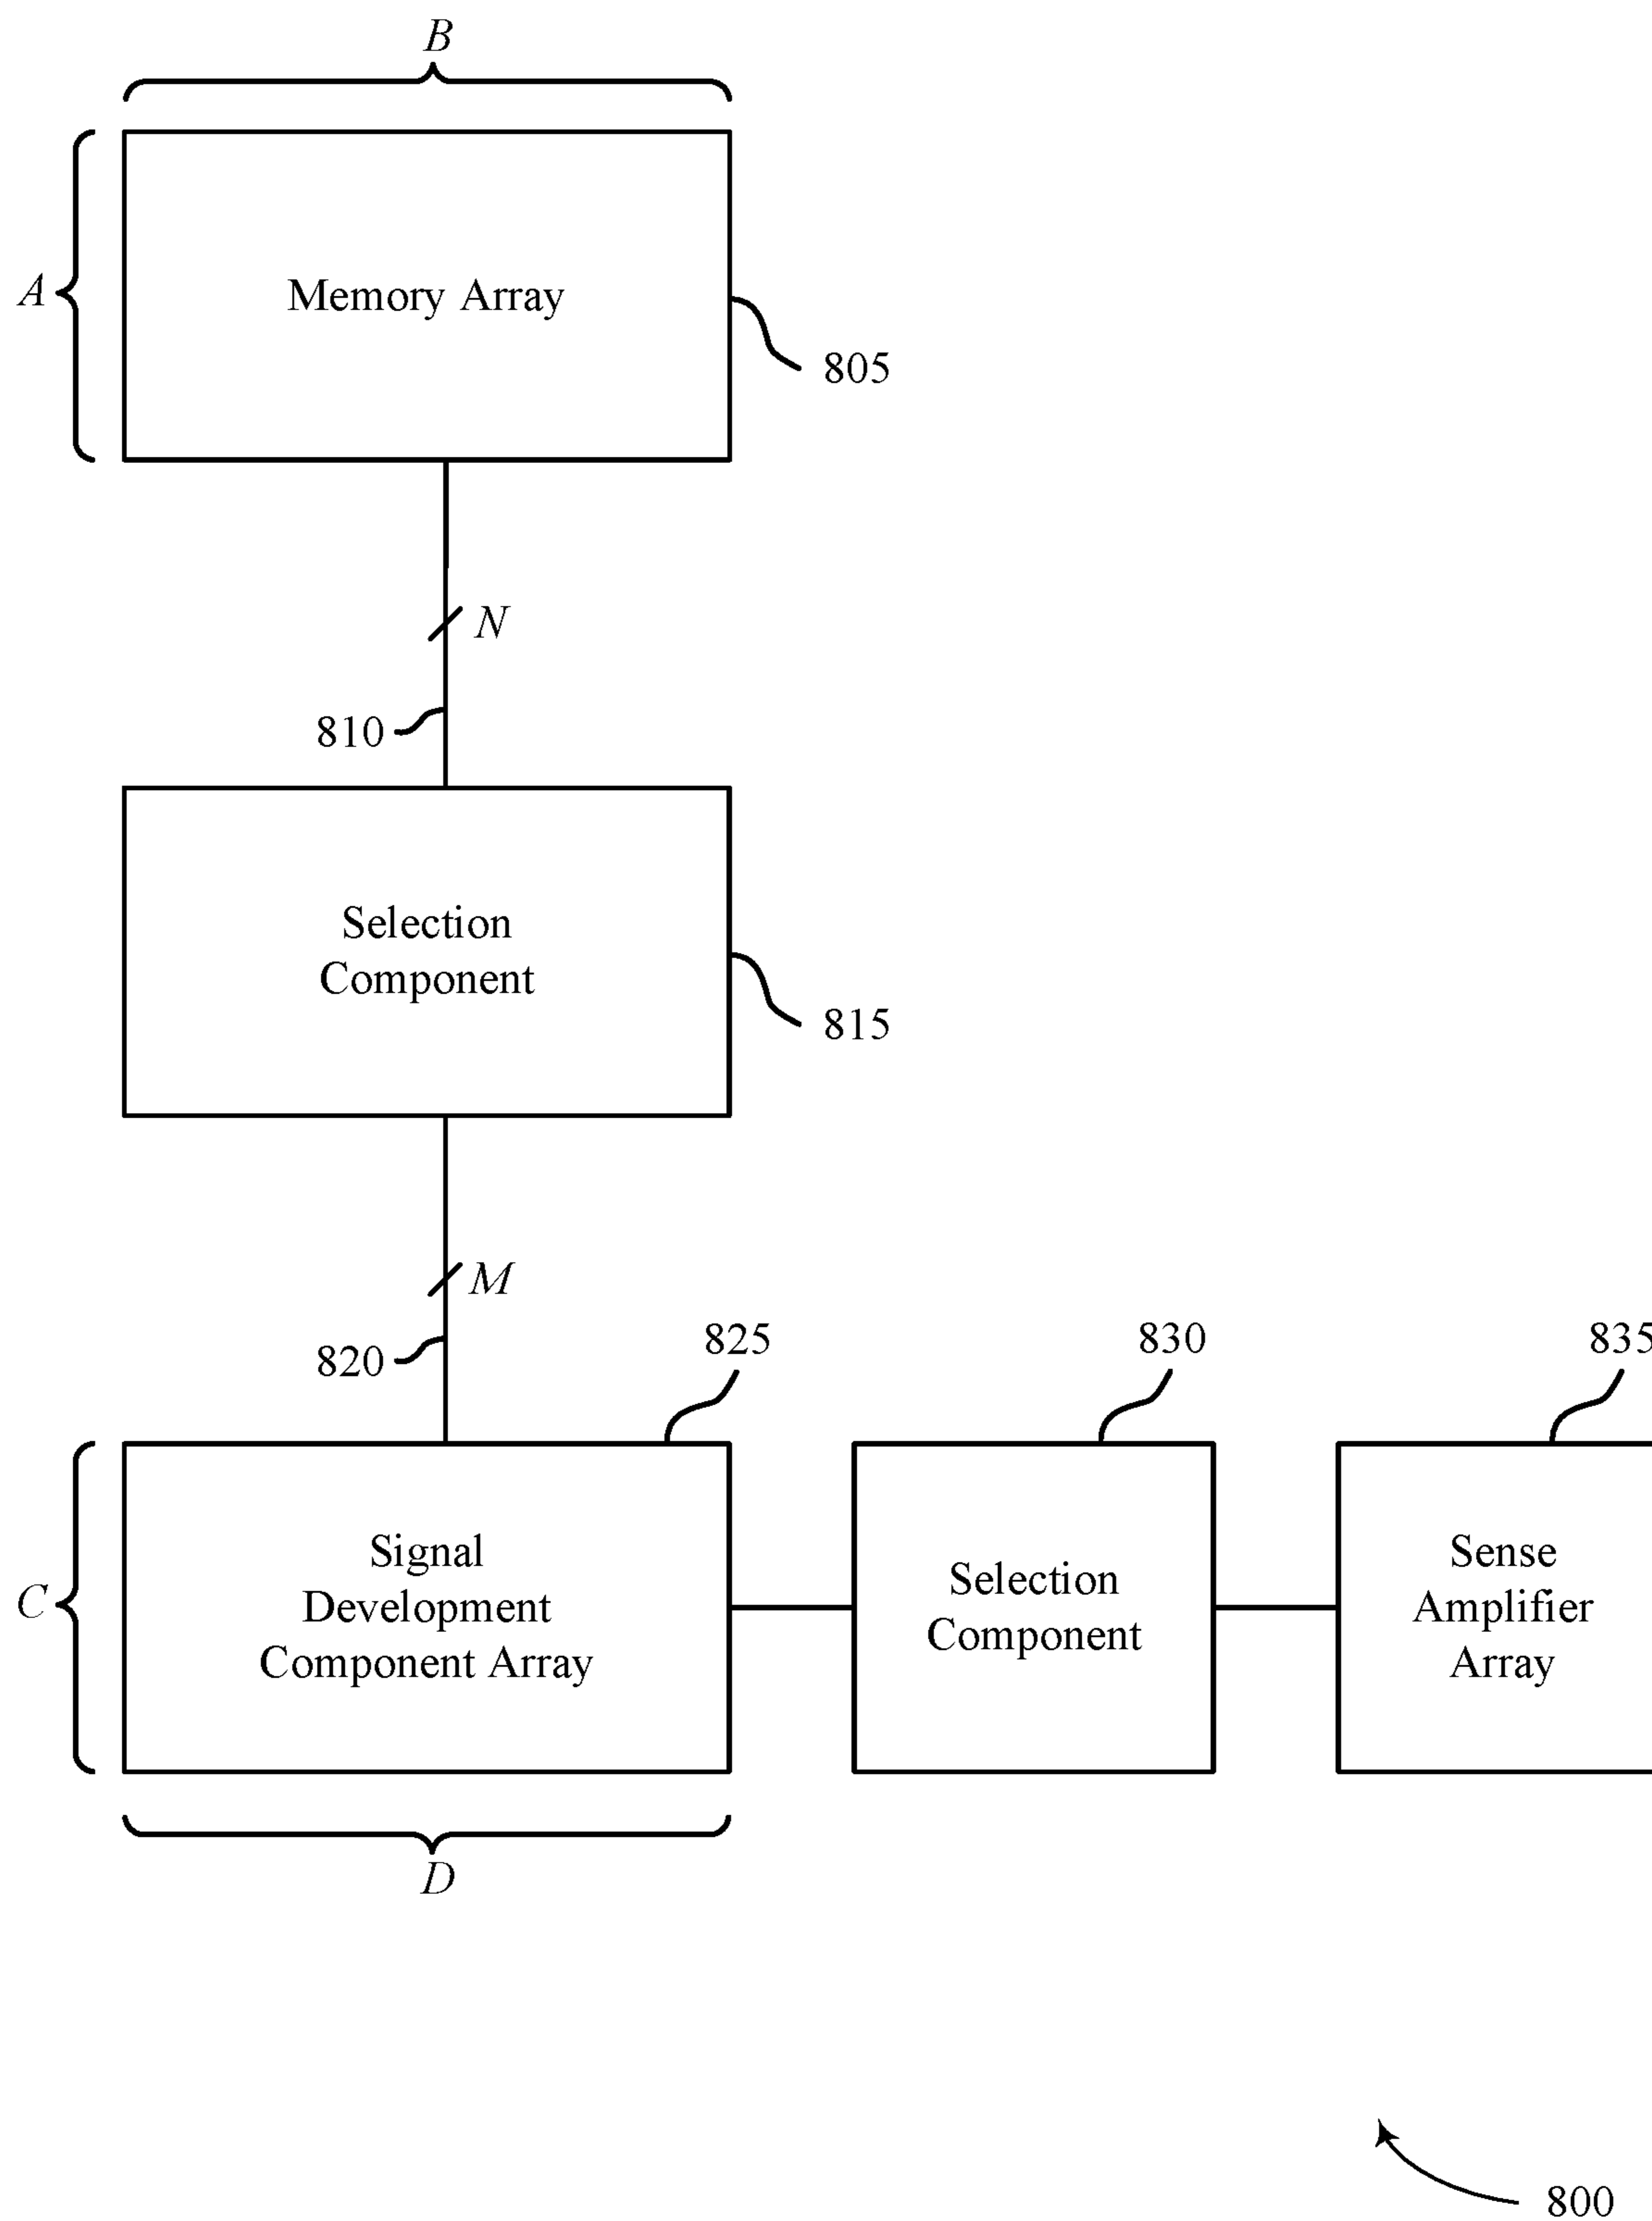 B
A
Memory Array
805
N
810
Selection
Component
815
M
820
825
830
835
C
Signal
Development
Component Array
Selection
Component
Sense
Amplifier
Array
D
800